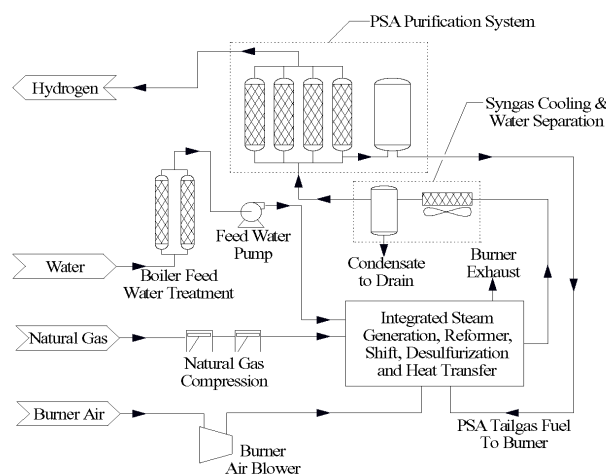 PSA Purification System
Hydrogen
Syngas Cooling &
Water Separation
Feed Water
Pump
Water
Boiler Feed
Water Treatment
Condensate
to Drain
Burner
Exhaust
Natural Gas
Natural Gas
Compression
Integrated Steam
Generation, Reformer,
Shift, Desulfurization
and Heat Transfer
Burner Air
Burner
Air Blower
PSA Tailgas Fuel
To Burner